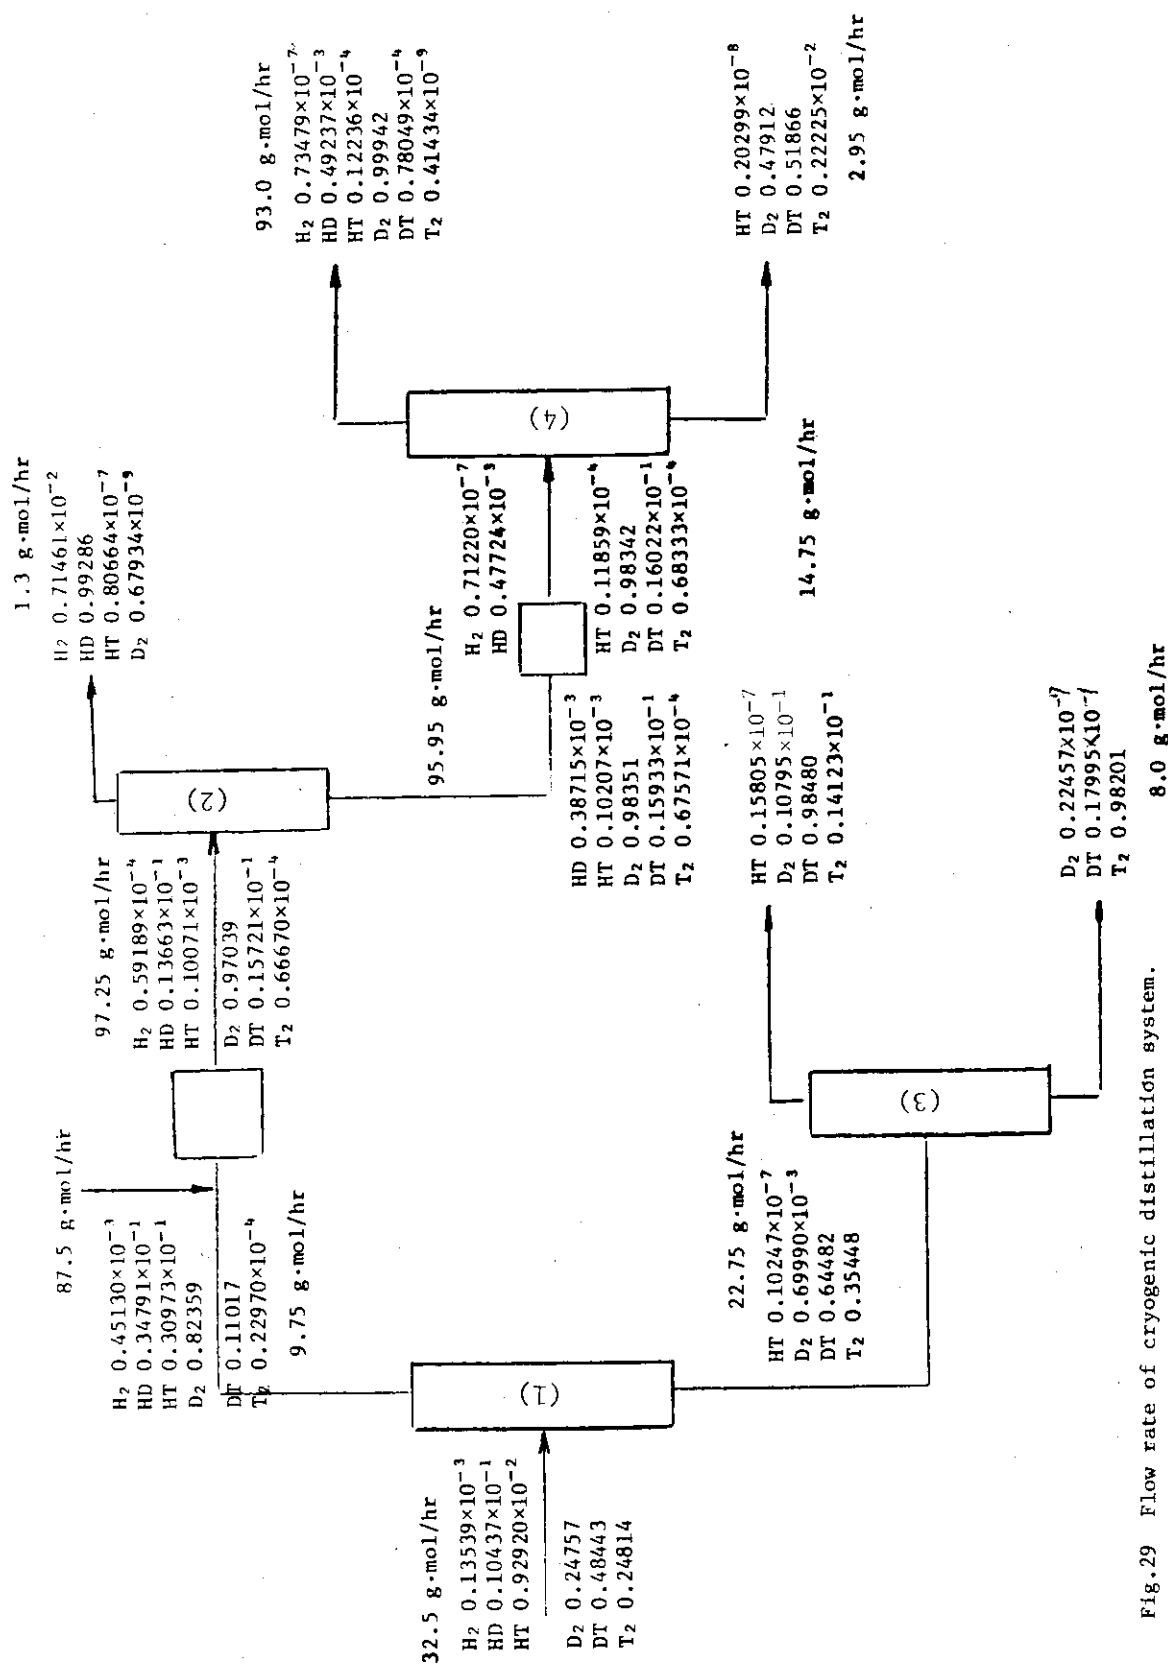 32.5 g·mol/hr
H₂ 0.13539×10⁻³
HD 0.10437×10⁻¹
HT 0.92920×10⁻²
D₂ 0.24757
DT 0.48443
T₂ 0.24814
(1)
87.5 g·mol/hr
H₂ 0.45130×10⁻³
HD 0.34791×10⁻¹
HT 0.30973×10⁻¹
D₂ 0.82359
DT 0.11017
T₂ 0.22970×10⁻⁴
9.75 g·mol/hr
97.25 g·mol/hr
H₂ 0.59189×10⁻⁴
HD 0.13663×10⁻¹
HT 0.10071×10⁻³
D₂ 0.97039
DT 0.15721×10⁻¹
T₂ 0.66670×10⁻⁴
(2)
1.3 g·mol/hr
H₂ 0.71461×10⁻²
HD 0.99286
HT 0.80664×10⁻⁷
D₂ 0.67934×10⁻⁹
95.95 g·mol/hr
HD 0.38715×10⁻³
HT 0.10207×10⁻³
D₂ 0.98351
DT 0.15933×10⁻¹
T₂ 0.67571×10⁻⁴
H₂ 0.71220×10⁻⁷
HD 0.47724×10⁻³
HT 0.11859×10⁻⁴
D₂ 0.98342
DT 0.16022×10⁻¹
T₂ 0.68333×10⁻⁴
(4)
93.0 g·mol/hr
H₂ 0.73479×10⁻⁷
HD 0.49237×10⁻³
HT 0.12236×10⁻⁴
D₂ 0.99942
DT 0.78049×10⁻⁴
T₂ 0.41434×10⁻⁹
HT 0.20299×10⁻⁸
D₂ 0.47912
DT 0.51866
T₂ 0.22225×10⁻²
2.95 g·mol/hr
22.75 g·mol/hr
HT 0.10247×10⁻⁷
D₂ 0.69990×10⁻³
DT 0.64482
T₂ 0.35448
(3)
14.75 g·mol/hr
HT 0.15805×10⁻⁷
D₂ 0.10795×10⁻¹
DT 0.98480
T₂ 0.14123×10⁻¹
D₂ 0.22457×10⁻⁷
DT 0.17995×10⁻¹
T₂ 0.98201
8.0 g·mol/hr
Fig.29 Flow rate of cryogenic distillation system.